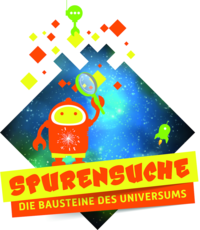 SPURENSUCHE
DIE BAUSTEINE DES UNIVERSUMS